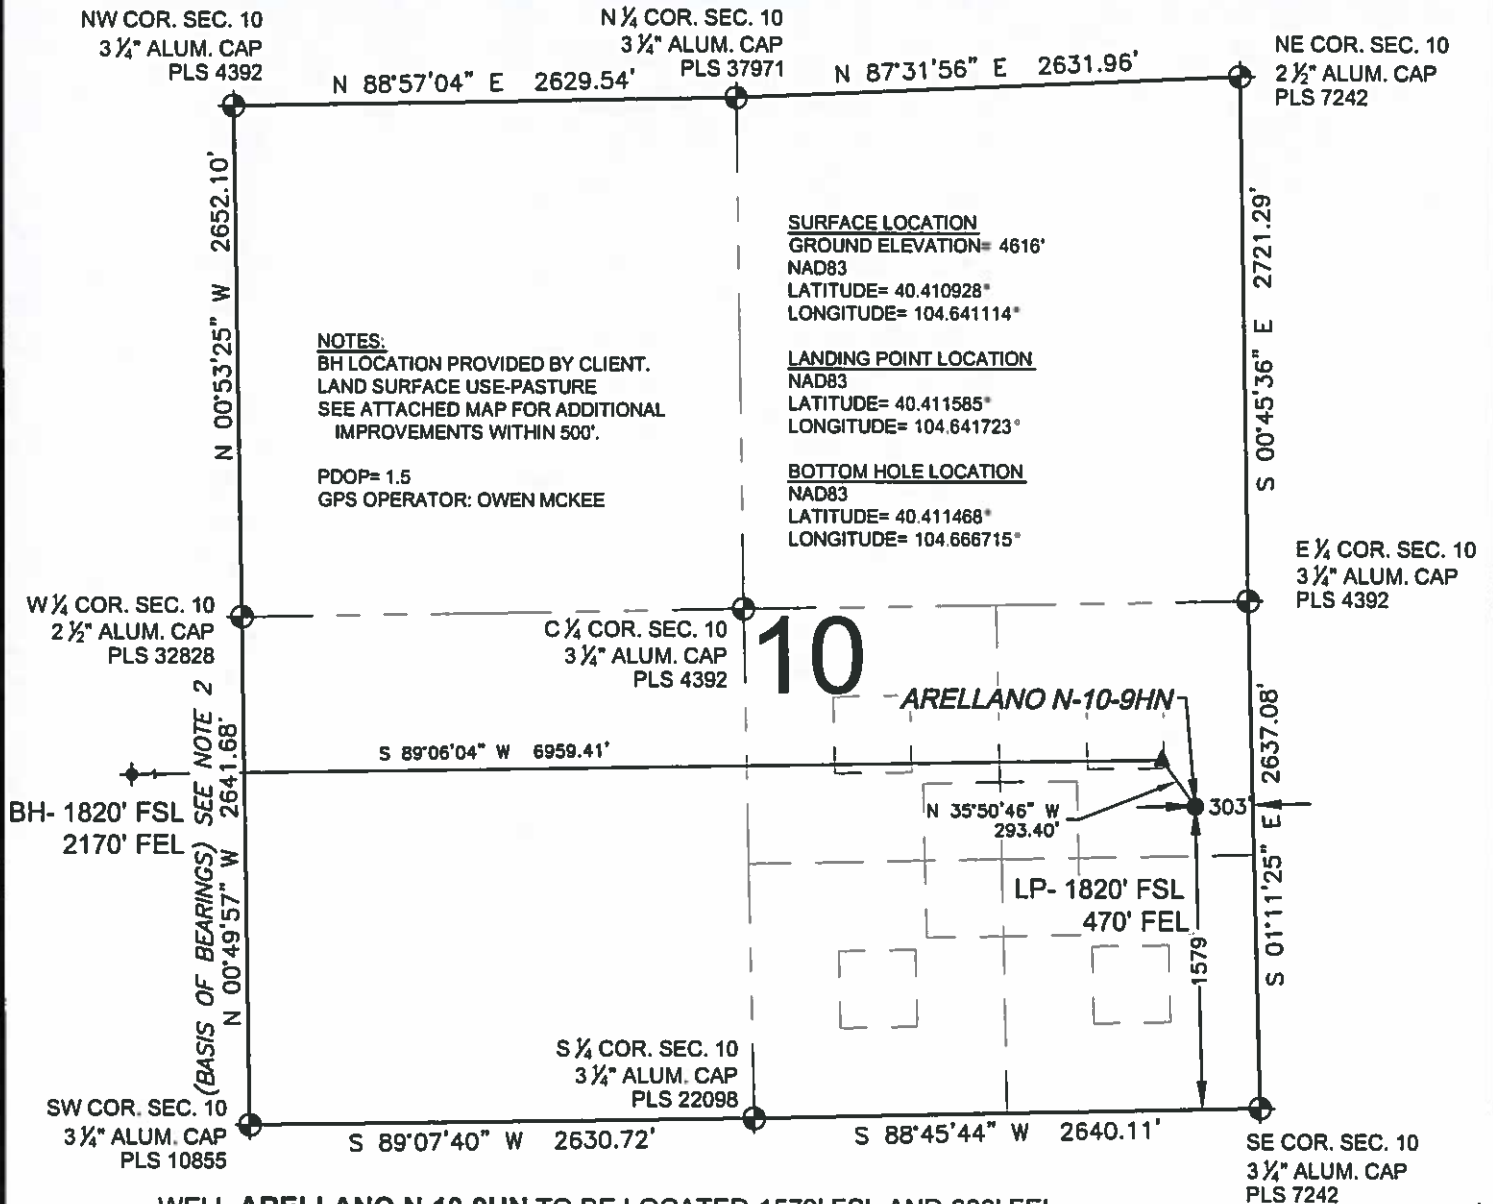 NW COR. SEC. 10
3 ¼" ALUM. CAP
PLS 4392
N ¼ COR. SEC. 10
3 ¼" ALUM. CAP
PLS 37971
NE COR. SEC. 10
2 ½" ALUM. CAP
PLS 7242
N 88°57'04" E 2629.54'
N 87°31'56" E 2631.96'
N 00°53'25" W 2652.10'
S 00°45'36" E 2721.29'
NOTES:
BH LOCATION PROVIDED BY CLIENT.
LAND SURFACE USE-PASTURE
SEE ATTACHED MAP FOR ADDITIONAL
IMPROVEMENTS WITHIN 500'.
PDOP= 1.5
GPS OPERATOR: OWEN MCKEE
SURFACE LOCATION
GROUND ELEVATION= 4616'
NAD83
LATITUDE= 40.410928°
LONGITUDE= 104.641114°
LANDING POINT LOCATION
NAD83
LATITUDE= 40.411585°
LONGITUDE= 104.641723°
BOTTOM HOLE LOCATION
NAD83
LATITUDE= 40.411468°
LONGITUDE= 104.666715°
W ¼ COR. SEC. 10
2 ½" ALUM. CAP
PLS 32828
C ¼ COR. SEC. 10
3 ¼" ALUM. CAP
PLS 4392
10
E ¼ COR. SEC. 10
3 ¼" ALUM. CAP
PLS 4392
ARELLANO N-10-9HN
S 89°06'04" W 6959.41'
BH- 1820' FSL
2170' FEL
(BASIS OF BEARINGS) SEE NOTE 2
N 00°49'57" W 2641.68'
N 35°50'46" W
293.40'
303'
LP- 1820' FSL
470' FEL
1579'
S 01°11'25" E 2637.08'
SW COR. SEC. 10
3 ¼" ALUM. CAP
PLS 10855
S ¼ COR. SEC. 10
3 ¼" ALUM. CAP
PLS 22098
S 89°07'40" W 2630.72'
S 88°45'44" W 2640.11'
SE COR. SEC. 10
3 ¼" ALUM. CAP
PLS 7242
WELL ARELLANO N-10-9HN TO BE LOCATED 1579' FSL AND 303' FEL